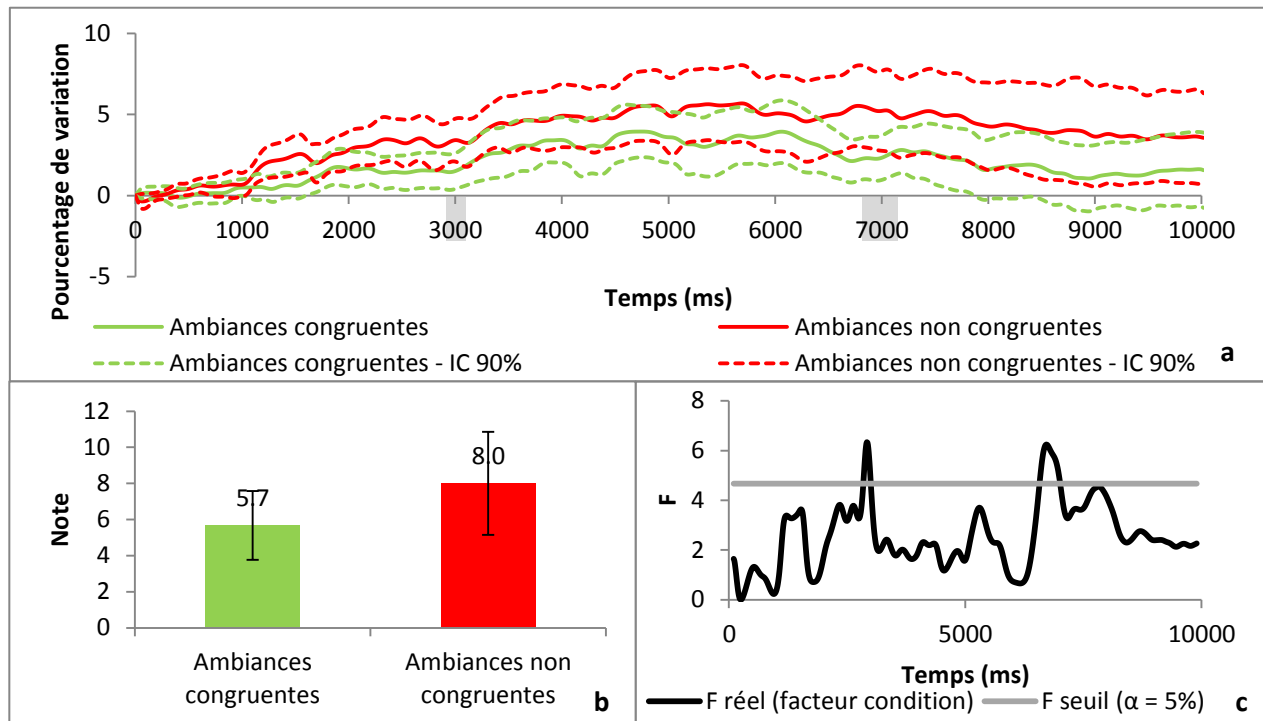 Pourcentage de variation
10
5
0
-5
0 1000 2000 3000 4000 5000 6000 7000 8000 9000 10000
Temps (ms)
Ambiances congruentes
Ambiances non congruentes
Ambiances congruentes - IC 90%
Ambiances non congruentes - IC 90%
a
Note
12
10
8
6
4
2
0
5.7
8.0
Ambiances congruentes
Ambiances non congruentes
b
F
8
6
4
2
0
0 5000 10000
Temps (ms)
F réel (facteur condition)
F seuil (α = 5%)
c